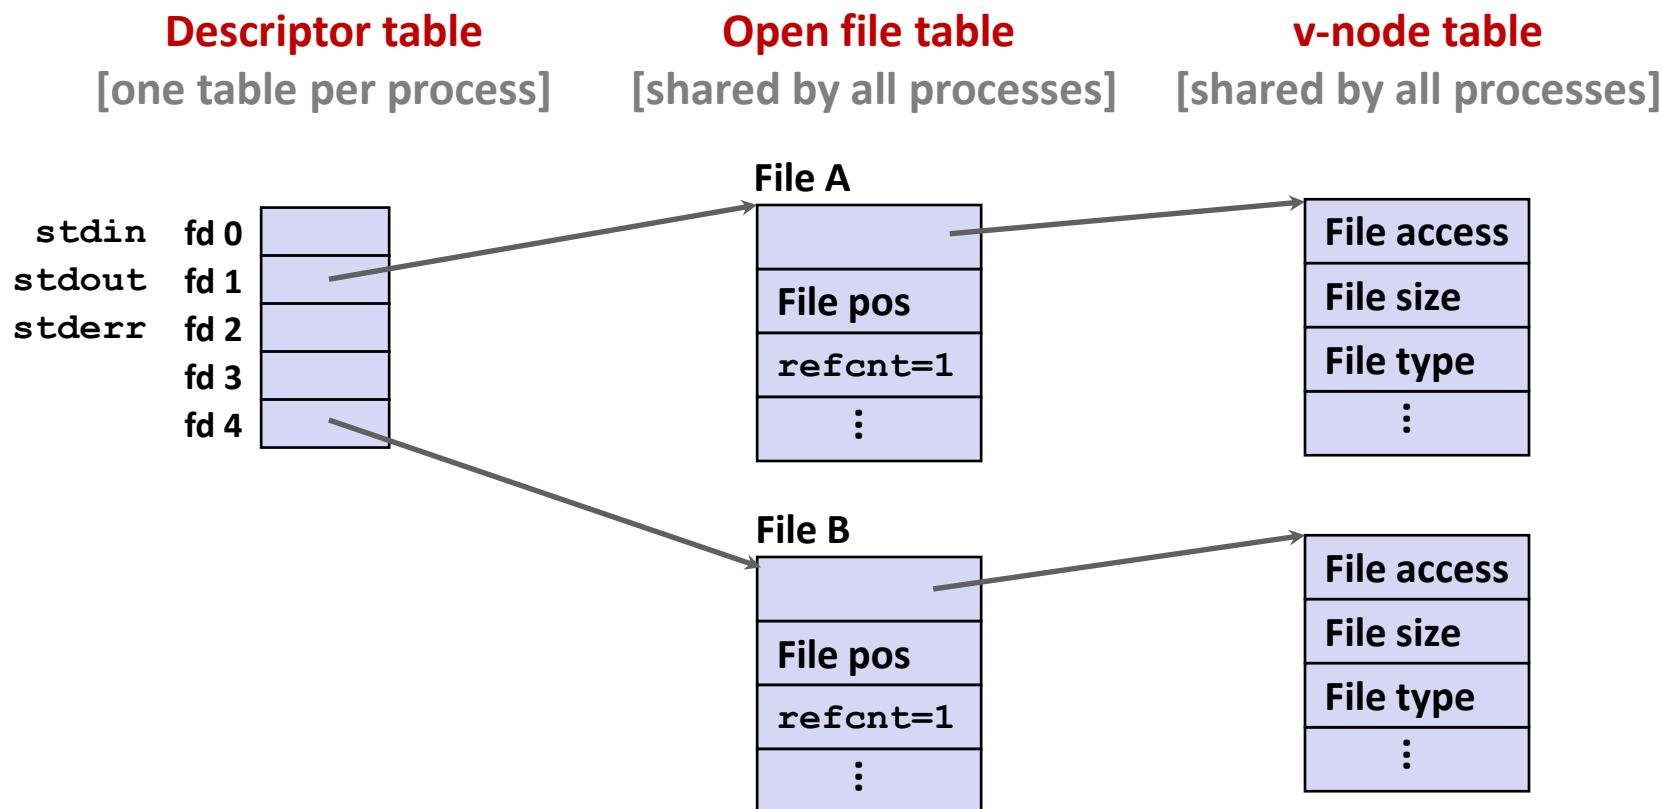 Descriptor table
[one table per process]
Open file table
[shared by all processes]
v-node table
[shared by all processes]
stdin fd 0
stdout fd 1
stderr fd 2
fd 3
fd 4
File A
File pos
refcnt=1
⋮
File access
File size
File type
⋮
File B
File pos
refcnt=1
⋮
File access
File size
File type
⋮